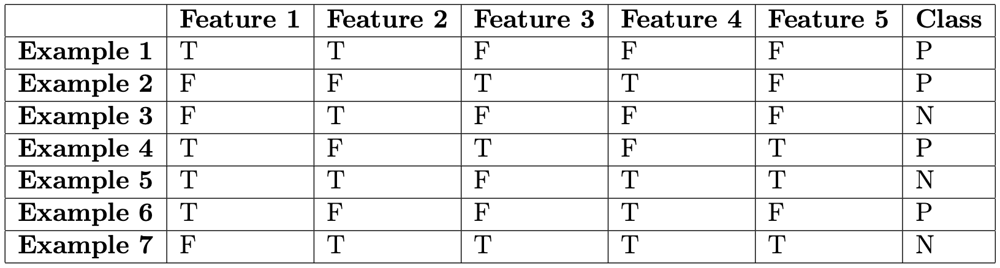 Feature 1 Feature 2 Feature 3 Feature 4 Feature 5 Class
Example 1 T T F F F P
Example 2 F F T T F P
Example 3 F T F F F N
Example 4 T F T F T P
Example 5 T T F T T N
Example 6 T F F T F P
Example 7 F T T T T N